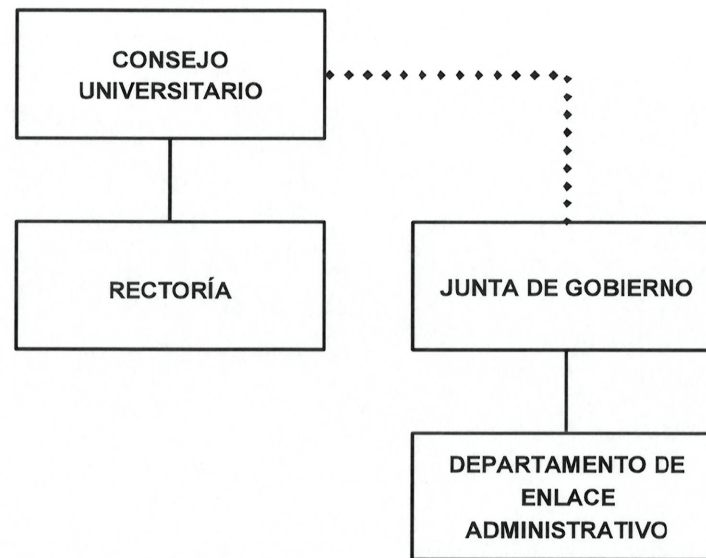 CONSEJO
UNIVERSITARIO
RECTORÍA
JUNTA DE GOBIERNO
DEPARTAMENTO DE
ENLACE
ADMINISTRATIVO